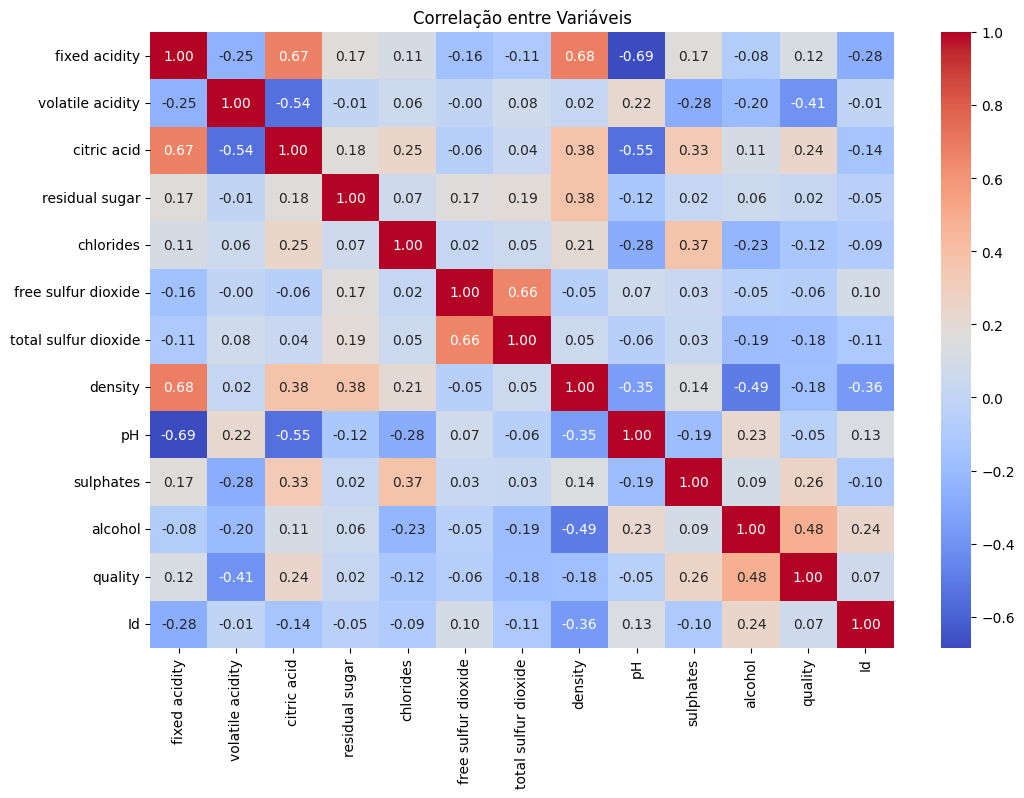 Correlação entre Variáveis
fixed acidity 1.00 -0.25 0.67 0.17 0.11 -0.16 -0.11 0.68 -0.69 0.17 -0.08 0.12 -0.28
volatile acidity -0.25 1.00 -0.54 -0.01 0.06 -0.00 0.08 0.02 0.22 -0.28 -0.20 -0.41 -0.01
citric acid 0.67 -0.54 1.00 0.18 0.25 -0.06 0.04 0.38 -0.55 0.33 0.11 0.24 -0.14
residual sugar 0.17 -0.01 0.18 1.00 0.07 0.17 0.19 0.38 -0.12 0.02 0.06 0.02 -0.05
chlorides 0.11 0.06 0.25 0.07 1.00 0.02 0.05 0.21 -0.28 0.37 -0.23 -0.12 -0.09
free sulfur dioxide -0.16 -0.00 -0.06 0.17 0.02 1.00 0.66 -0.05 0.07 0.03 -0.05 -0.06 0.10
total sulfur dioxide -0.11 0.08 0.04 0.19 0.05 0.66 1.00 0.05 -0.06 0.03 -0.19 -0.18 -0.11
density 0.68 0.02 0.38 0.38 0.21 -0.05 0.05 1.00 -0.35 0.14 -0.49 -0.18 -0.36
pH -0.69 0.22 -0.55 -0.12 -0.28 0.07 -0.06 -0.35 1.00 -0.19 0.23 -0.05 0.13
sulphates 0.17 -0.28 0.33 0.02 0.37 0.03 0.03 0.14 -0.19 1.00 0.09 0.26 -0.10
alcohol -0.08 -0.20 0.11 0.06 -0.23 -0.05 -0.19 -0.49 0.23 0.09 1.00 0.48 0.24
quality 0.12 -0.41 0.24 0.02 -0.12 -0.06 -0.18 -0.18 -0.05 0.26 0.48 1.00 0.07
Id -0.28 -0.01 -0.14 -0.05 -0.09 0.10 -0.11 -0.36 0.13 -0.10 0.24 0.07 1.00
fixed acidity
volatile acidity
citric acid
residual sugar
chlorides
free sulfur dioxide
total sulfur dioxide
density
pH
sulphates
alcohol
quality
Id
1.0
0.8
0.6
0.4
0.2
0.0
−0.2
−0.4
−0.6